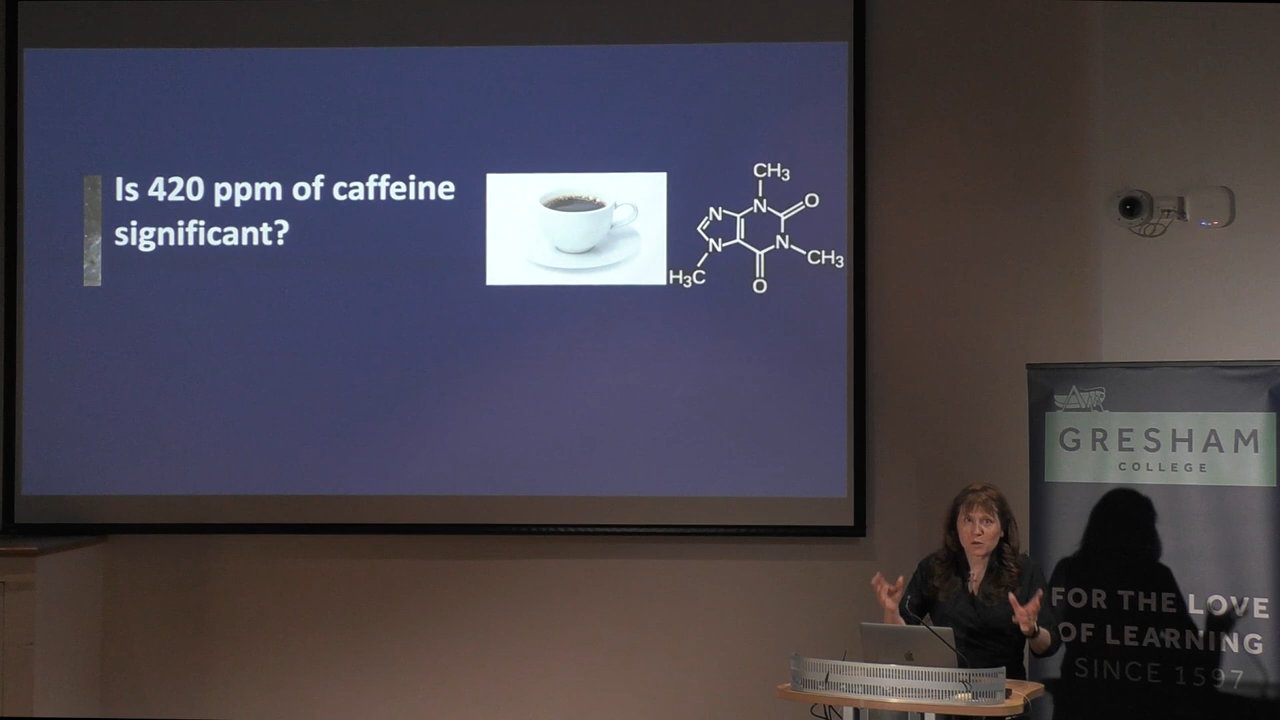 Is 420 ppm of caffeine
significant?
CH₃
N
N
O
N
N
CH₃
H₃C
O
GRESHAM
COLLEGE
FOR THE LOVE
OF LEARNING
SINCE 1597